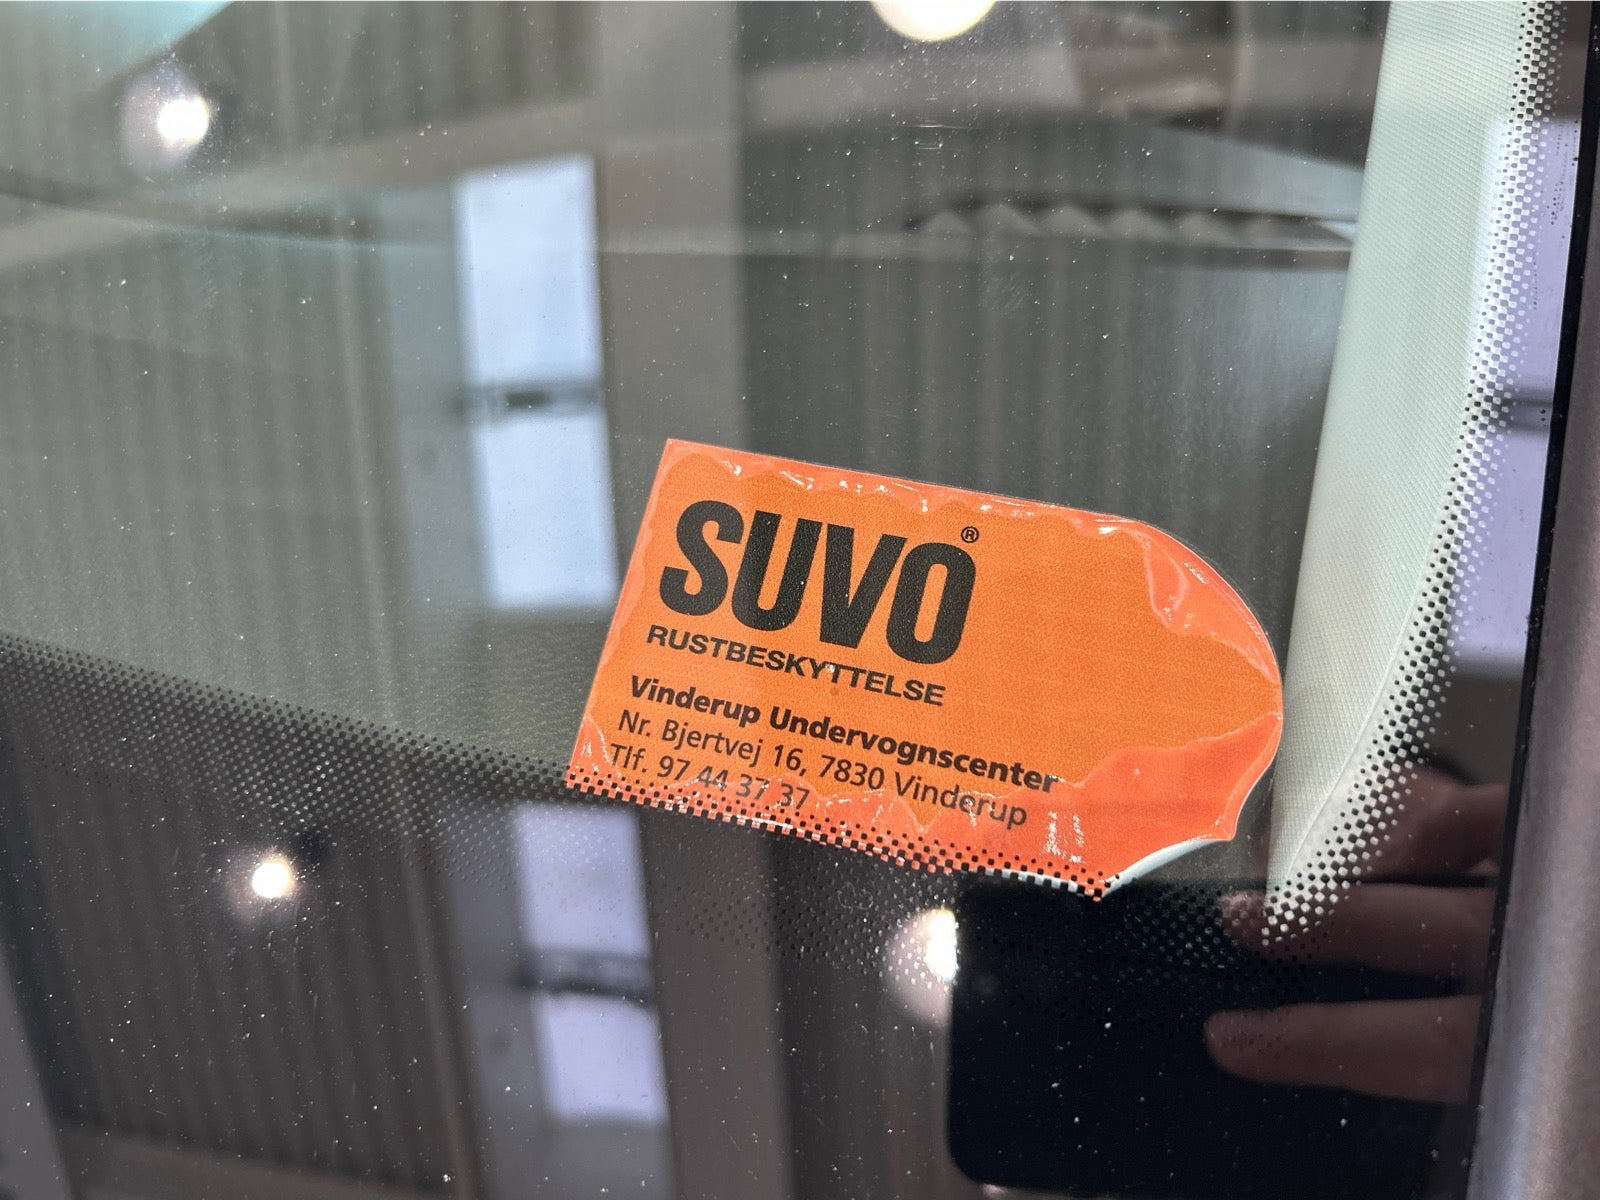 SUVO®
RUSTBESKYTTELSE
Vinderup Undervognscenter
Nr. Bjertvej 16, 7830 Vinderup
Tlf. 97 44 37 37